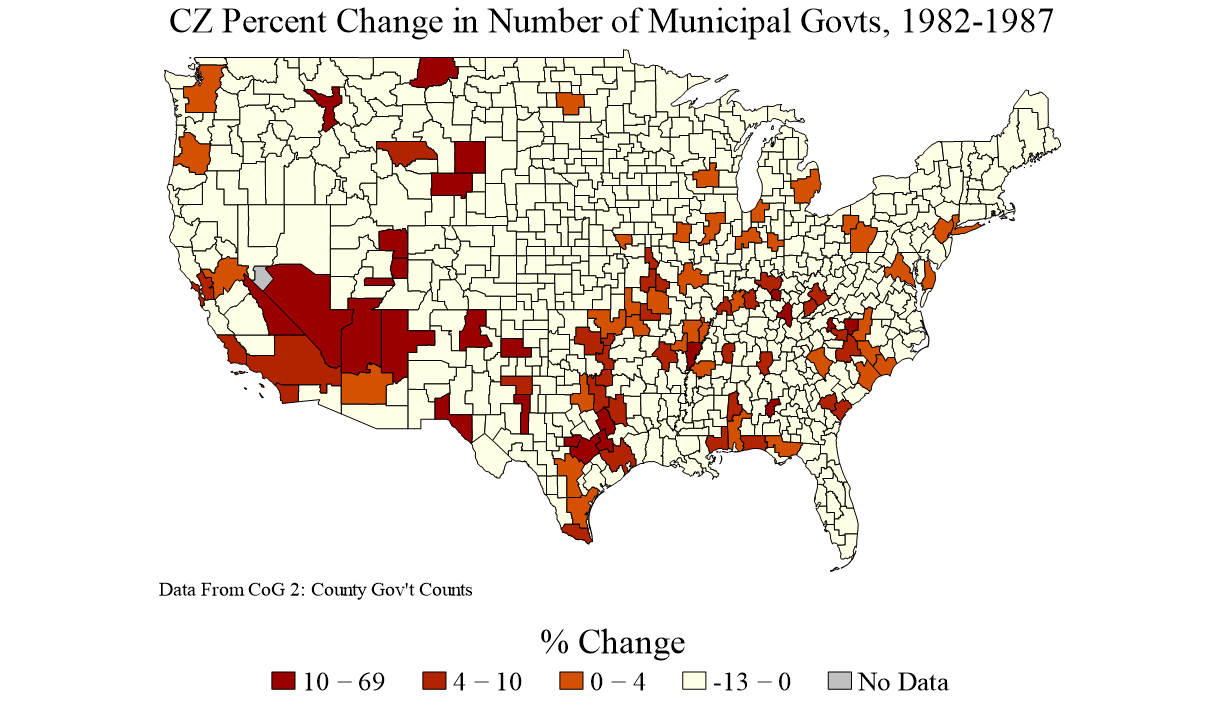 CZ Percent Change in Number of Municipal Govts, 1982-1987
Data From CoG 2: County Gov't Counts
% Change
10 – 69 4 – 10 0 – 4 -13 – 0 No Data